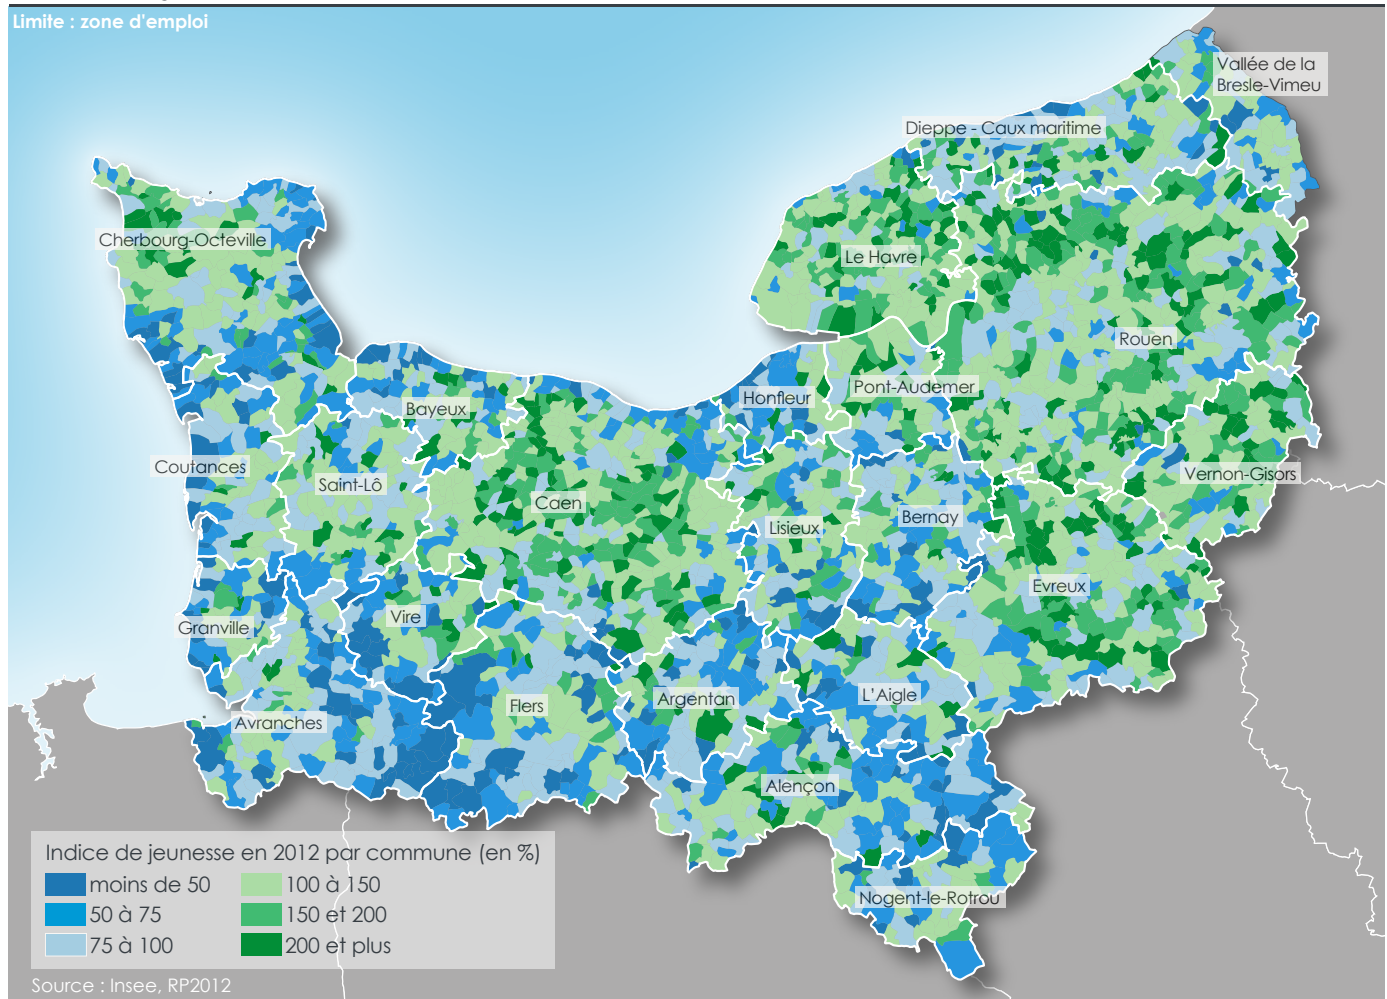 Limite : zone d'emploi
Vallée de la
Bresle-Vimeu
Dieppe - Caux maritime
Cherbourg-Octeville
Le Havre
Rouen
Pont-Audemer
Honfleur
Bayeux
Coutances
Saint-Lô
Vernon-Gisors
Caen
Bernay
Lisieux
Evreux
Vire
Granville
L'Aigle
Argentan
Flers
Avranches
Alençon
Nogent-le-Rotrou
Indice de jeunesse en 2012 par commune (en %)
moins de 50
50 à 75
75 à 100
100 à 150
150 et 200
200 et plus
Source : Insee, RP2012